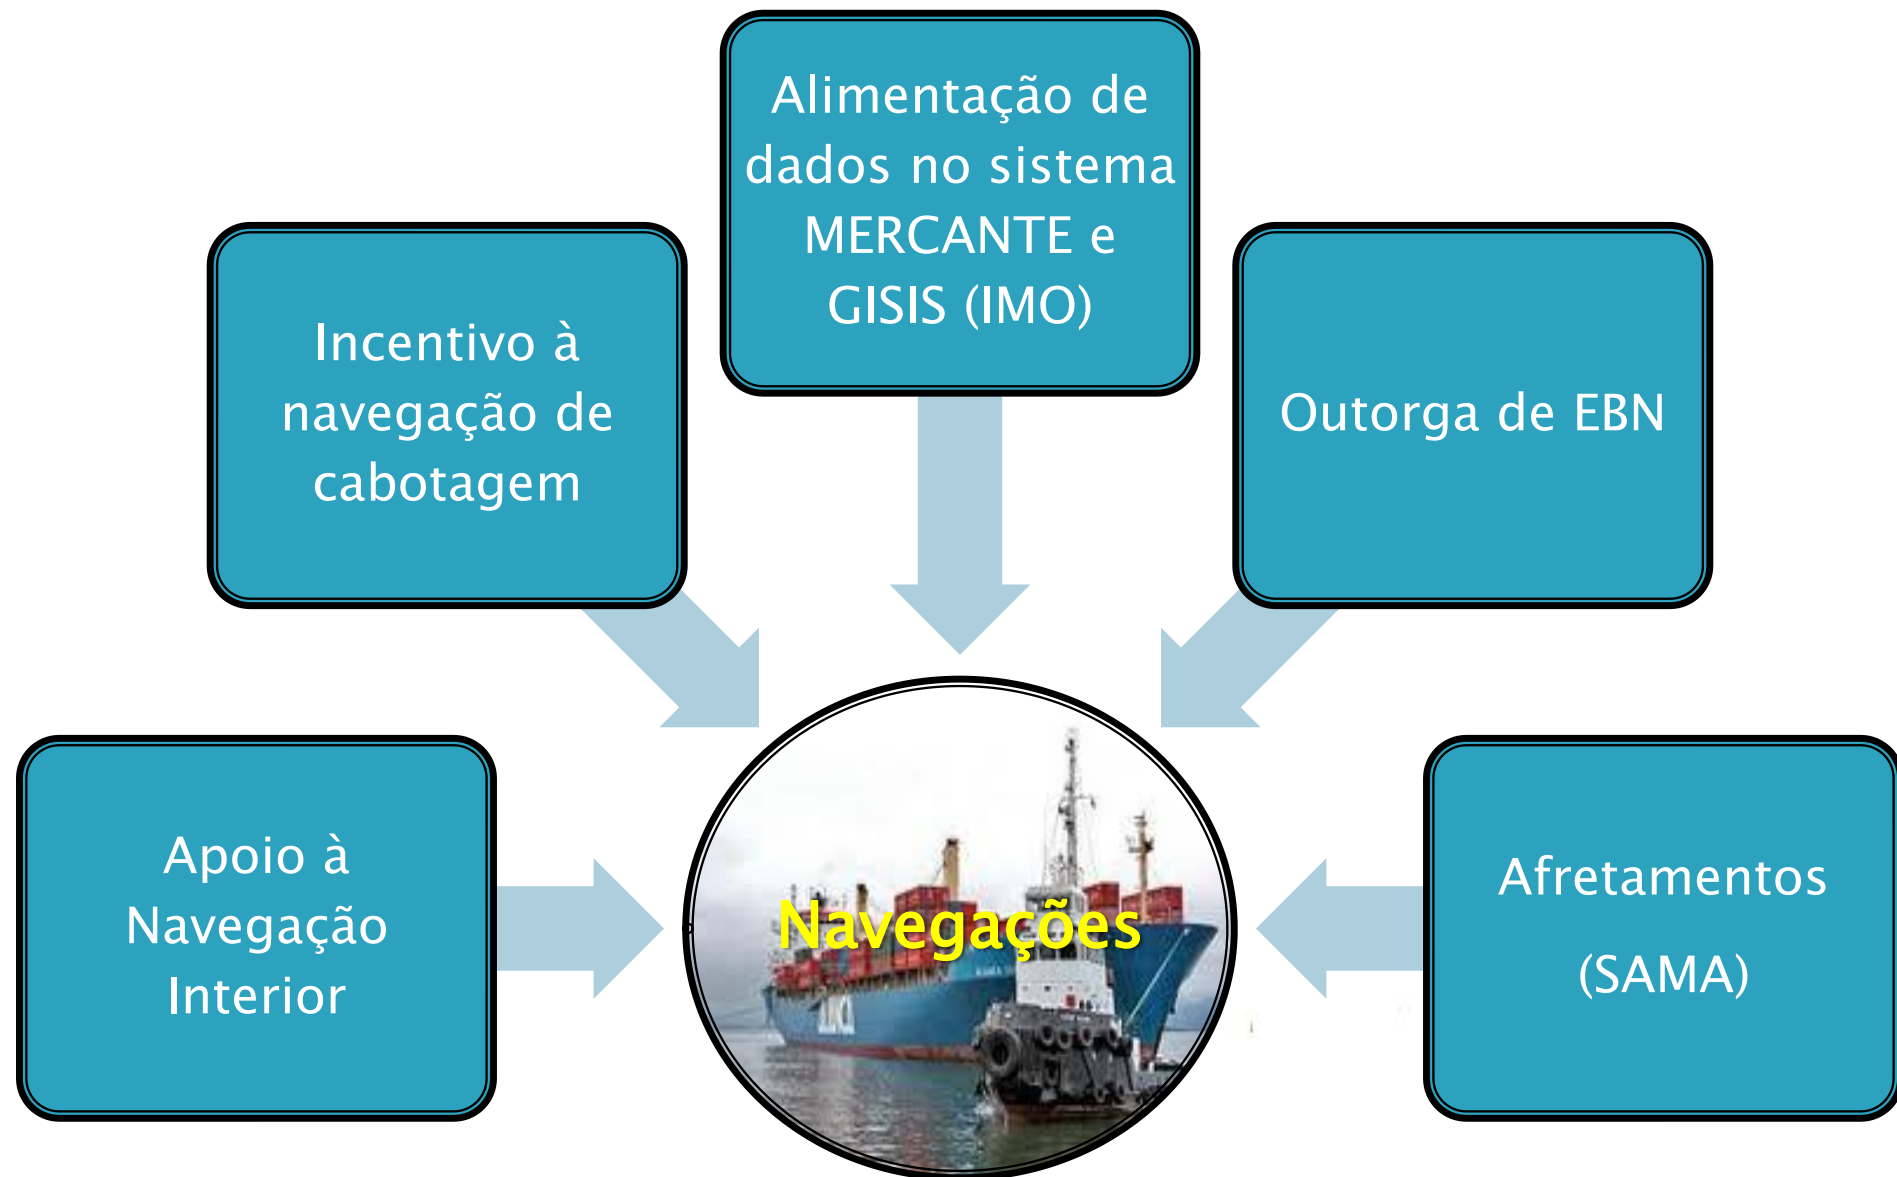 Alimentação de
dados no sistema
MERCANTE e
GISIS (IMO)
Incentivo à
navegação de
cabotagem
Outorga de EBN
Apoio à
Navegação
Interior
Navegações
Afretamentos
(SAMA)